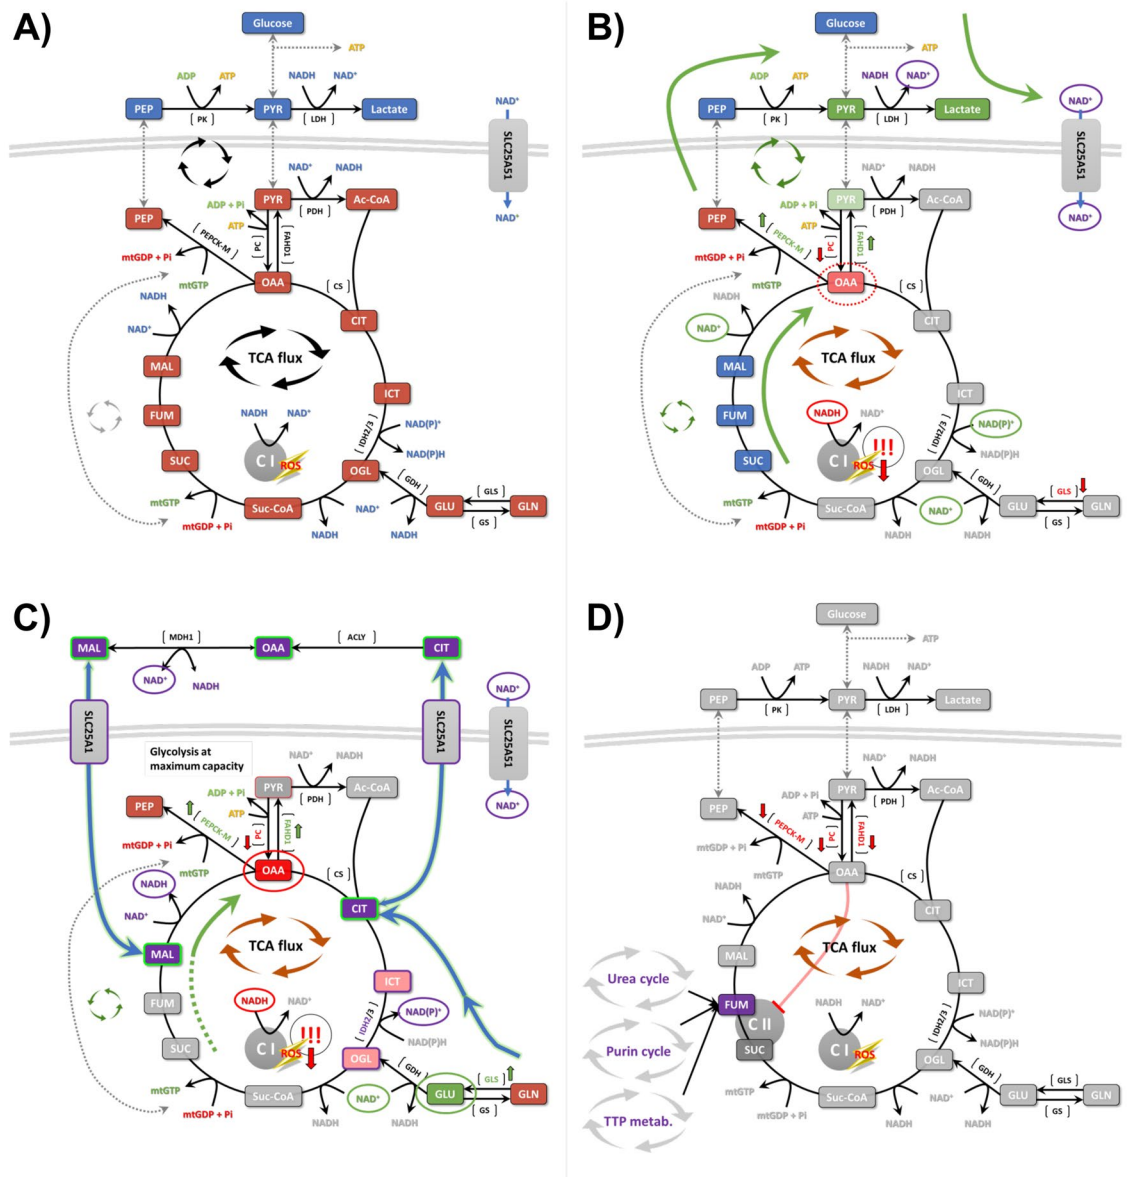 A)
Glucose
ATP
ADP
ATP
NADH
NAD⁺
PEP
PYR
Lactate
[ PK ]
[ LDH ]
NAD⁺
SLC25A51
NAD⁺
NAD⁺
NADH
PYR
Ac-CoA
[ PDH ]
ADP + Pi
ATP
PEP
[ PEPCK-M ]
[ PC ]
[ FAHD1 ]
mtGDP + Pi
mtGTP
OAA
[ CS ]
NADH
NAD⁺
CIT
TCA flux
MAL
ICT
FUM
NADH
NAD⁺
NAD(P)⁺
[ IDH2/3 ]
NAD(P)H
SUC
C I
ROS
OGL
[ GDH ]
[ GLS ]
mtGTP
mtGDP + Pi
Suc-CoA
NAD⁺
GLU
GLN
[ GS ]
NADH
NADH
B)
Glucose
ATP
ADP
ATP
NADH
NAD⁺
PEP
PYR
Lactate
[ PK ]
[ LDH ]
NAD⁺
SLC25A51
NAD⁺
NAD⁺
NADH
PYR
Ac-CoA
[ PDH ]
ADP + Pi
ATP
PEP
[ PEPCK-M ]
[ PC ]
[ FAHD1 ]
mtGDP + Pi
mtGTP
OAA
[ CS ]
NADH
NAD⁺
CIT
TCA flux
MAL
ICT
FUM
NADH
NAD⁺
NAD(P)⁺
[ IDH2/3 ]
NAD(P)H
!!!
SUC
C I
ROS
OGL
[ GDH ]
[ GLS ]
mtGTP
mtGDP + Pi
Suc-CoA
NAD⁺
GLU
GLN
[ GS ]
NADH
NADH
C)
MAL
[ MDH1 ]
OAA
[ ACLY ]
CIT
NAD⁺
NADH
SLC25A1
SLC25A1
NAD⁺
SLC25A51
NAD⁺
Glycolysis at
maximum capacity
NAD⁺
NADH
PYR
Ac-CoA
[ PDH ]
ADP + Pi
ATP
PEP
[ PEPCK-M ]
[ PC ]
[ FAHD1 ]
mtGDP + Pi
mtGTP
OAA
[ CS ]
NADH
NAD⁺
CIT
TCA flux
MAL
ICT
FUM
NADH
NAD⁺
NAD(P)⁺
[ IDH2/3 ]
NAD(P)H
!!!
SUC
C I
ROS
OGL
[ GDH ]
[ GLS ]
mtGTP
mtGDP + Pi
Suc-CoA
NAD⁺
GLU
GLN
[ GS ]
NADH
NADH
D)
Glucose
ATP
ADP
ATP
NADH
NAD⁺
PEP
PYR
Lactate
[ PK ]
[ LDH ]
NAD⁺
NADH
PYR
Ac-CoA
[ PDH ]
ADP + Pi
ATP
PEP
[ PEPCK-M ]
[ PC ]
[ FAHD1 ]
mtGDP + Pi
mtGTP
OAA
[ CS ]
NADH
NAD⁺
CIT
TCA flux
MAL
Urea cycle
ICT
FUM
C II
NADH
NAD⁺
NAD(P)⁺
[ IDH2/3 ]
NAD(P)H
Purin cycle
SUC
C I
ROS
OGL
[ GDH ]
[ GLS ]
mtGTP
mtGDP + Pi
Suc-CoA
NAD⁺
GLU
GLN
[ GS ]
TTP metab.
NADH
NADH